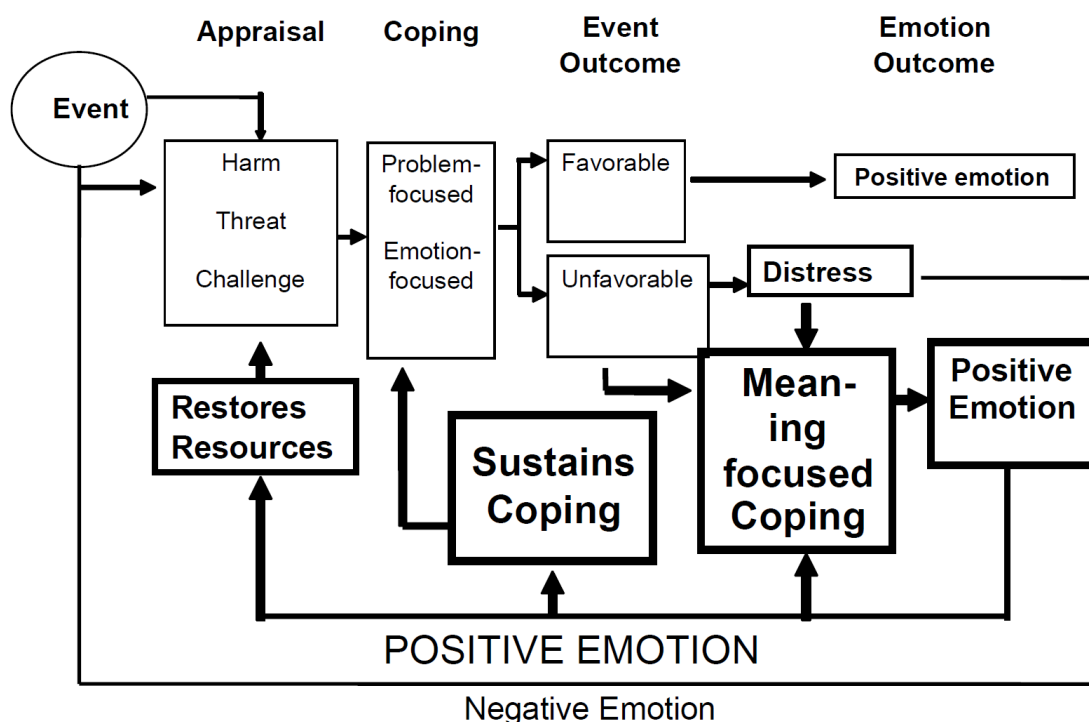 Appraisal
Coping
Event
Outcome
Emotion
Outcome
Event
Harm
Threat
Challenge
Problem-
focused
Emotion-
focused
Favorable
Unfavorable
Positive emotion
Distress
Restores
Resources
Sustains
Coping
Mean-
ing
focused
Coping
Positive
Emotion
POSITIVE EMOTION
Negative Emotion